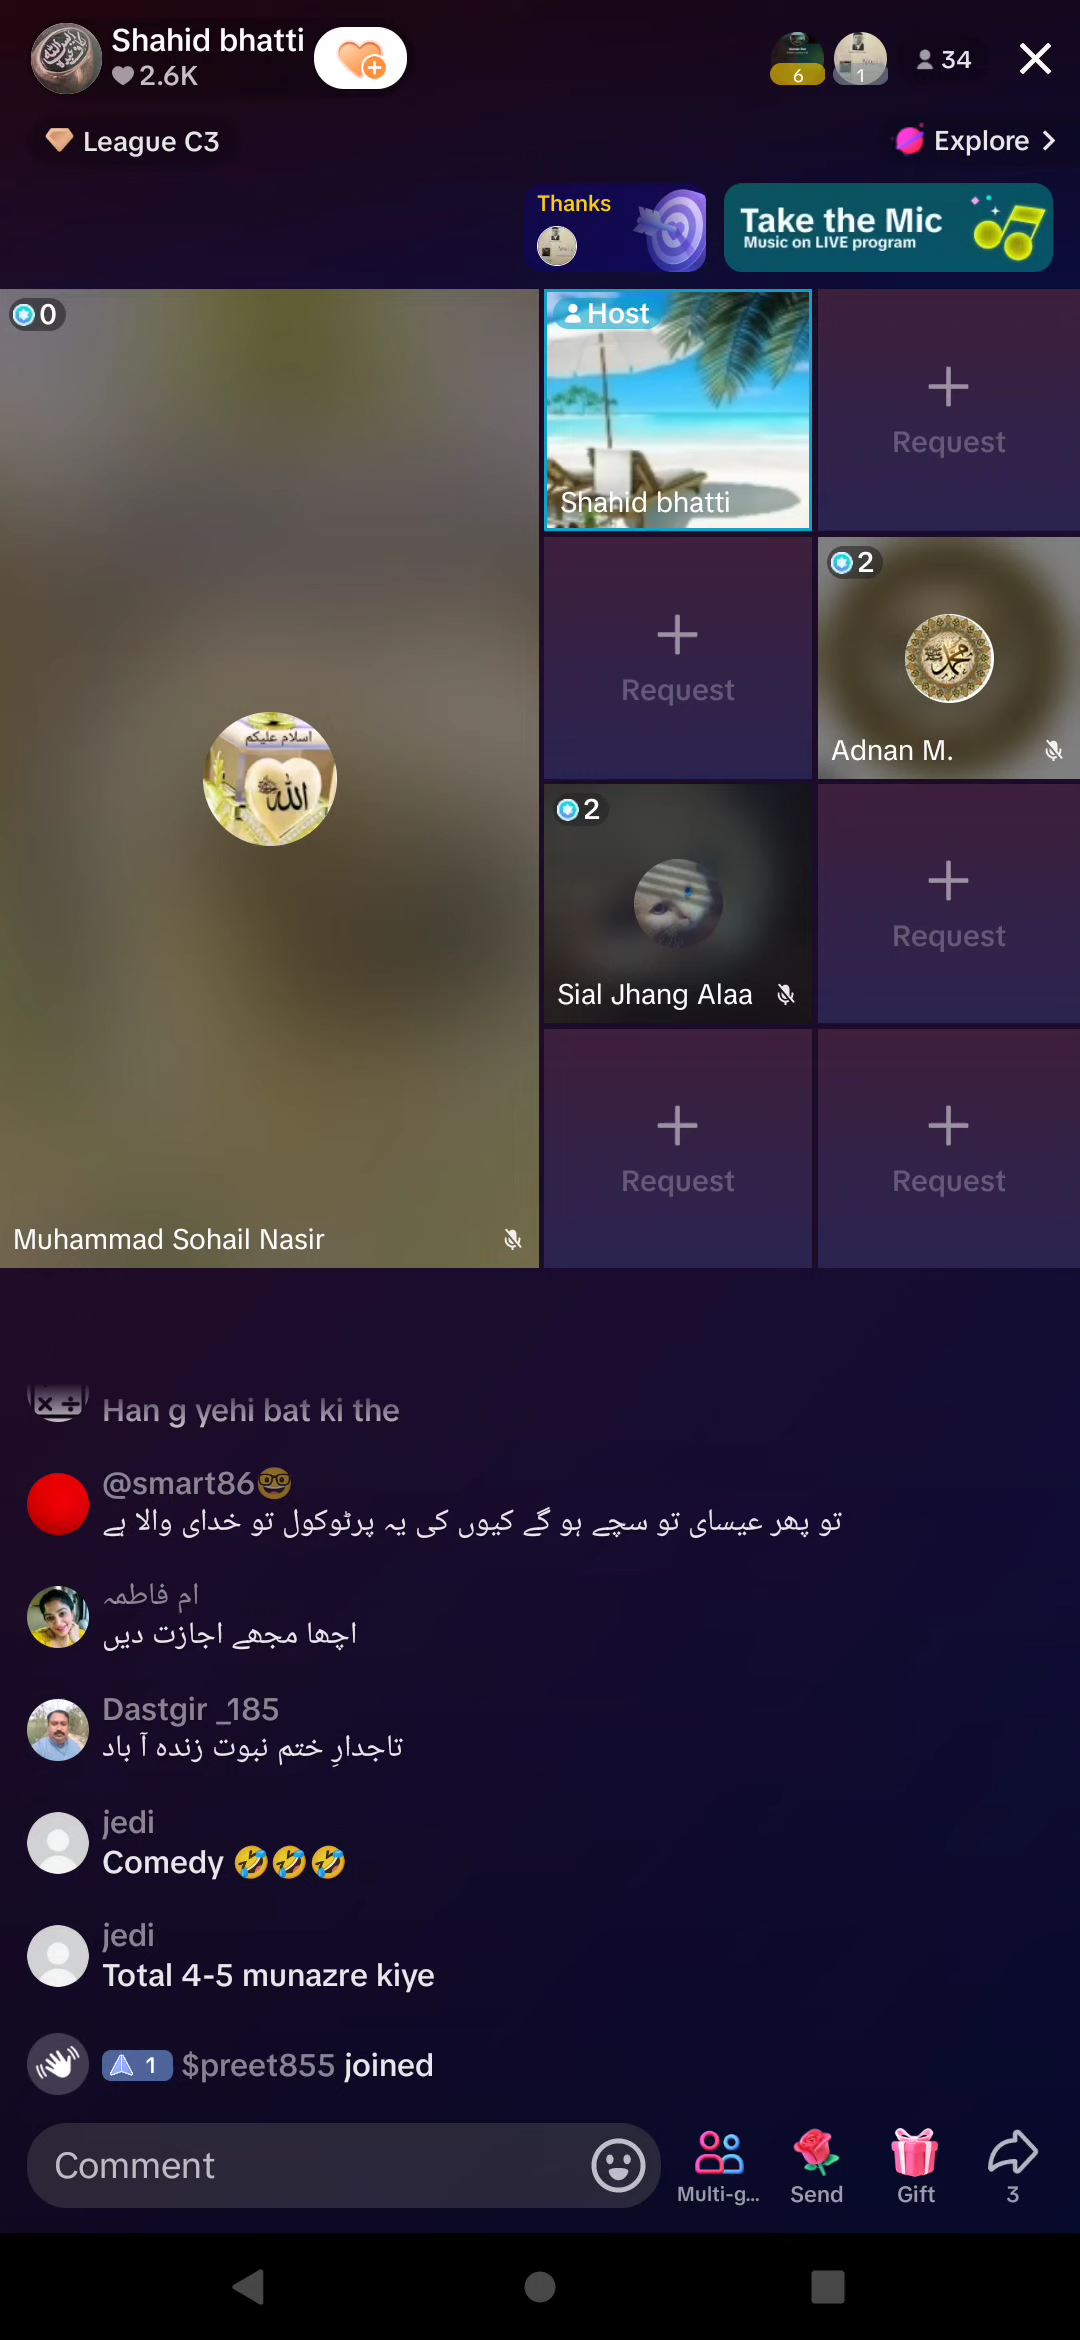 Shahid bhatti
2.6K
6
1
34
League C3
Explore
Thanks
Take the Mic
Music on LIVE program
0
Host
Shahid bhatti
Request
Request
2
Adnan M.
اسلام علیکم
الله
2
Sial Jhang Alaa
Request
Request
Request
Muhammad Sohail Nasir
Han g yehi bat ki the
@smart86🤓
تو پھر عیسای تو سچے ہو گے کیوں کی یہ پرٹوکول تو خدای والا ہے
ام فاطمہ
اچھا مجھے اجازت دیں
Dastgir _185
تاجدارِ ختم نبوت زندہ آ باد
jedi
Comedy 🤣🤣🤣
jedi
Total 4-5 munazre kiye
1 $preet855 joined
Comment
Multi-g...
Send
Gift
3